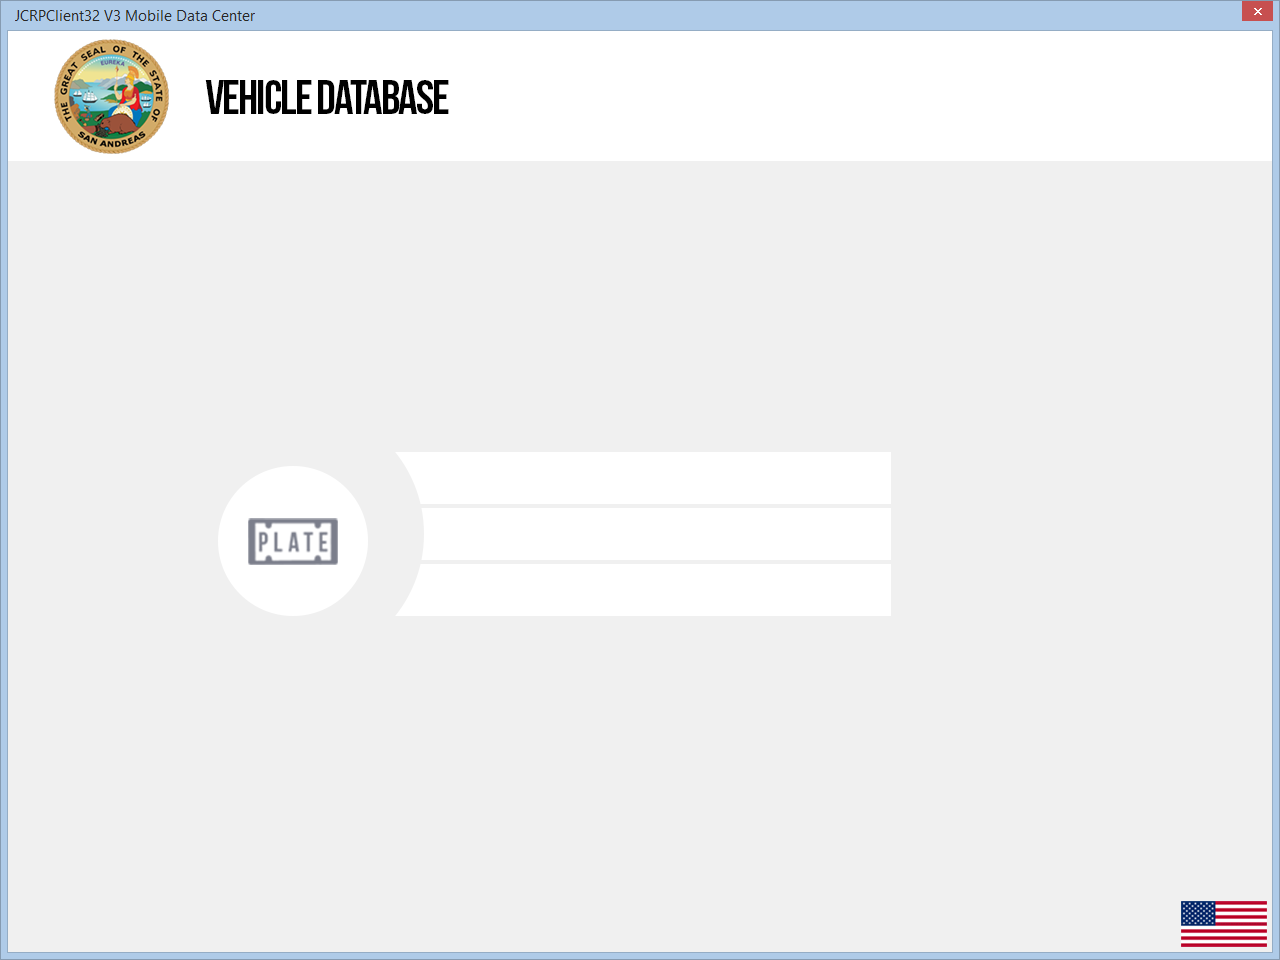 JCRPClient32 V3 Mobile Data Center
THE GREAT SEAL OF THE STATE OF
EUREKA
SAN ANDREAS
VEHICLE DATABASE
PLATE